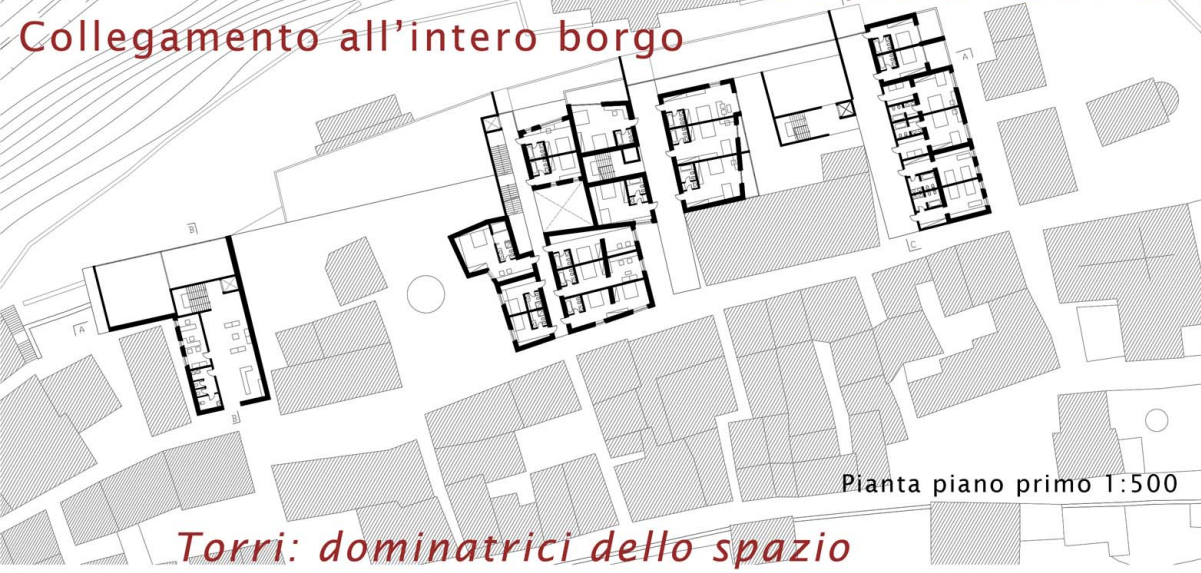 Collegamento all'intero borgo
A
B
C
A
B
Pianta piano primo 1:500
Torri: dominatrici dello spazio